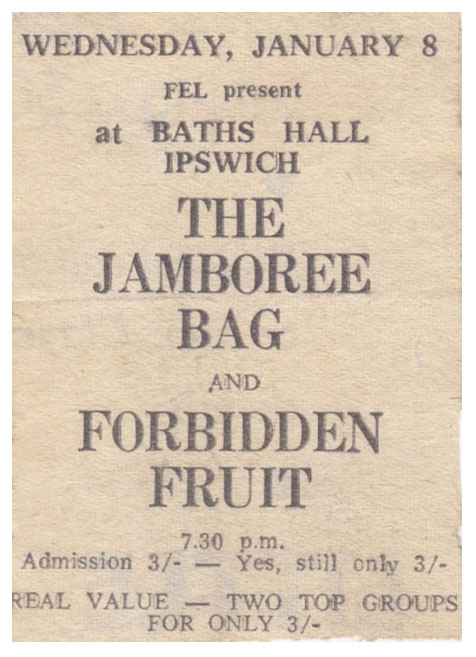 WEDNESDAY, JANUARY 8
FEL present
at BATHS HALL
IPSWICH
THE
JAMBOREE
BAG
AND
FORBIDDEN
FRUIT
7.30 p.m.
Admission 3/- — Yes, still only 3/-
REAL VALUE — TWO TOP GROUPS
FOR ONLY 3/-